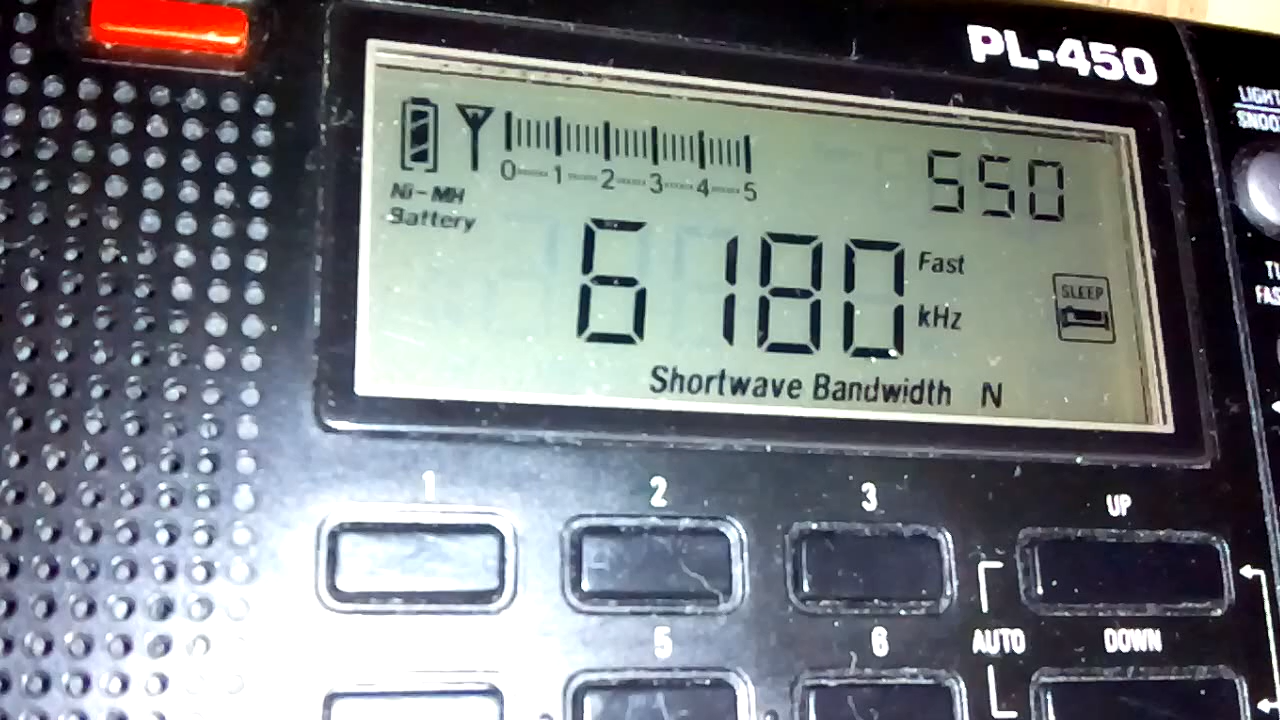 PL-450
LIGHT
SNOO
0 1 2 3 4 5
550
Ni-MH
Battery
6180
Fast
kHz
SLEEP
Shortwave Bandwidth N
1 2 3 UP
5 6 AUTO DOWN